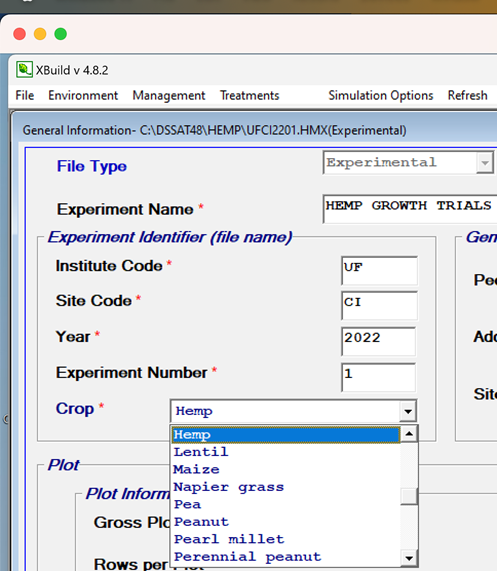 XBuild v 4.8.2
File Environment Management Treatments Simulation Options Refresh
General Information- C:\DSSAT48\HEMP\UFCI2201.HMX(Experimental)
File Type Experimental
Experiment Name * HEMP GROWTH TRIALS
Experiment Identifier (file name)
Institute Code * UF
Site Code * CI
Year * 2022
Experiment Number * 1
Crop * Hemp
Hemp
Lentil
Maize
Napier grass
Pea
Peanut
Pearl millet
Perennial peanut
Plot
Plot Inform
Gross Plo
Rows per Plot
Gen
Pe
Add
Site